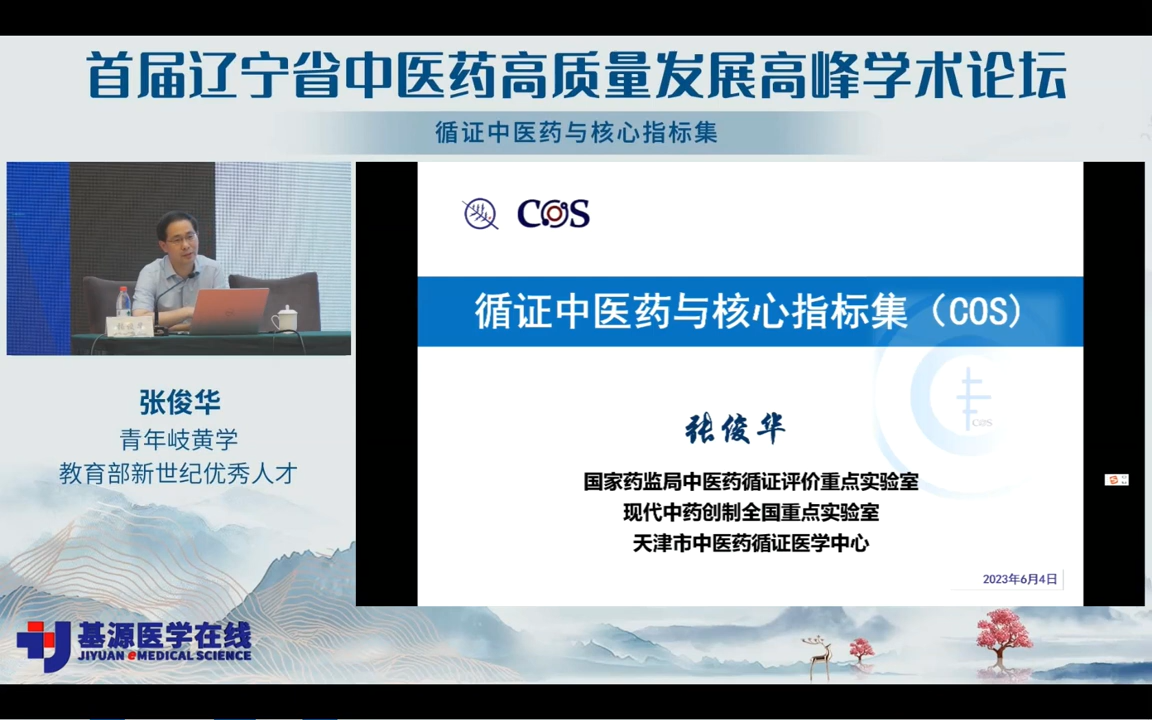 首届辽宁省中医药高质量发展高峰学术论坛
循证中医药与核心指标集
COS
循证中医药与核心指标集（COS）
COS
张俊华
国家药监局中医药循证评价重点实验室
现代中药创制全国重点实验室
天津市中医药循证医学中心
2023年6月4日
张俊华
青年岐黄学
教育部新世纪优秀人才
基源医学在线
JIYUAN eMEDICAL SCIENCE